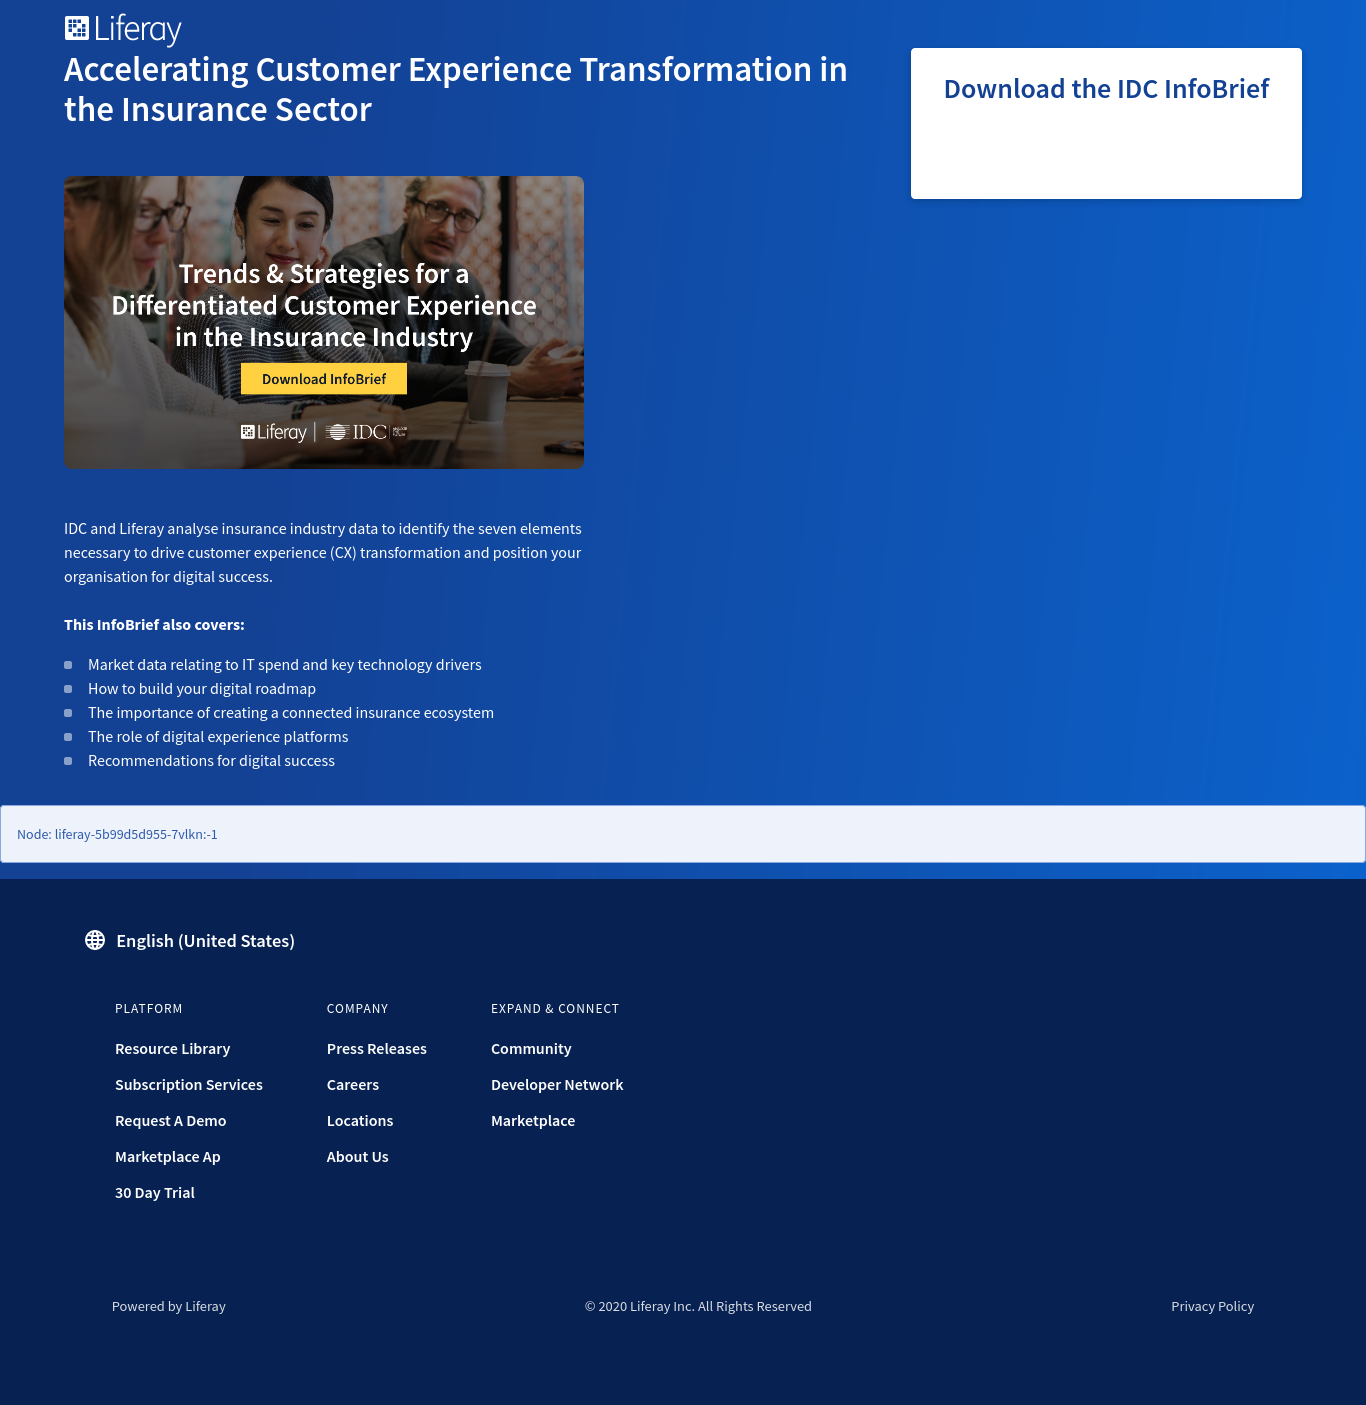 Liferay
Accelerating Customer Experience Transformation in
the Insurance Sector
Download the IDC InfoBrief
Trends & Strategies for a
Differentiated Customer Experience
in the Insurance Industry
Download InfoBrief
Liferay | IDC
IDC and Liferay analyse insurance industry data to identify the seven elements
necessary to drive customer experience (CX) transformation and position your
organisation for digital success.
This InfoBrief also covers:
Market data relating to IT spend and key technology drivers
How to build your digital roadmap
The importance of creating a connected insurance ecosystem
The role of digital experience platforms
Recommendations for digital success
Node: liferay-5b99d5d955-7vlkn:-1
English (United States)
PLATFORM
Resource Library
Subscription Services
Request A Demo
Marketplace Ap
30 Day Trial
COMPANY
Press Releases
Careers
Locations
About Us
EXPAND & CONNECT
Community
Developer Network
Marketplace
Powered by Liferay
© 2020 Liferay Inc. All Rights Reserved
Privacy Policy